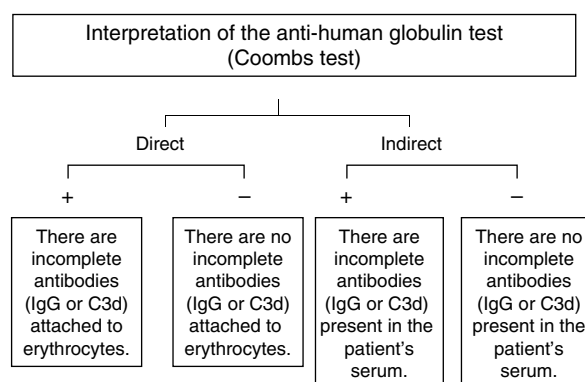 Interpretation of the anti-human globulin test
(Coombs test)
Direct
Indirect
+
–
+
–
There are
incomplete
antibodies
(IgG or C3d)
attached to
erythrocytes.
There are no
incomplete
antibodies
(IgG or C3d)
attached to
erythrocytes.
There are
incomplete
antibodies
(IgG or C3d)
present in the
patient's
serum.
There are no
incomplete
antibodies
(IgG or C3d)
present in the
patient's
serum.